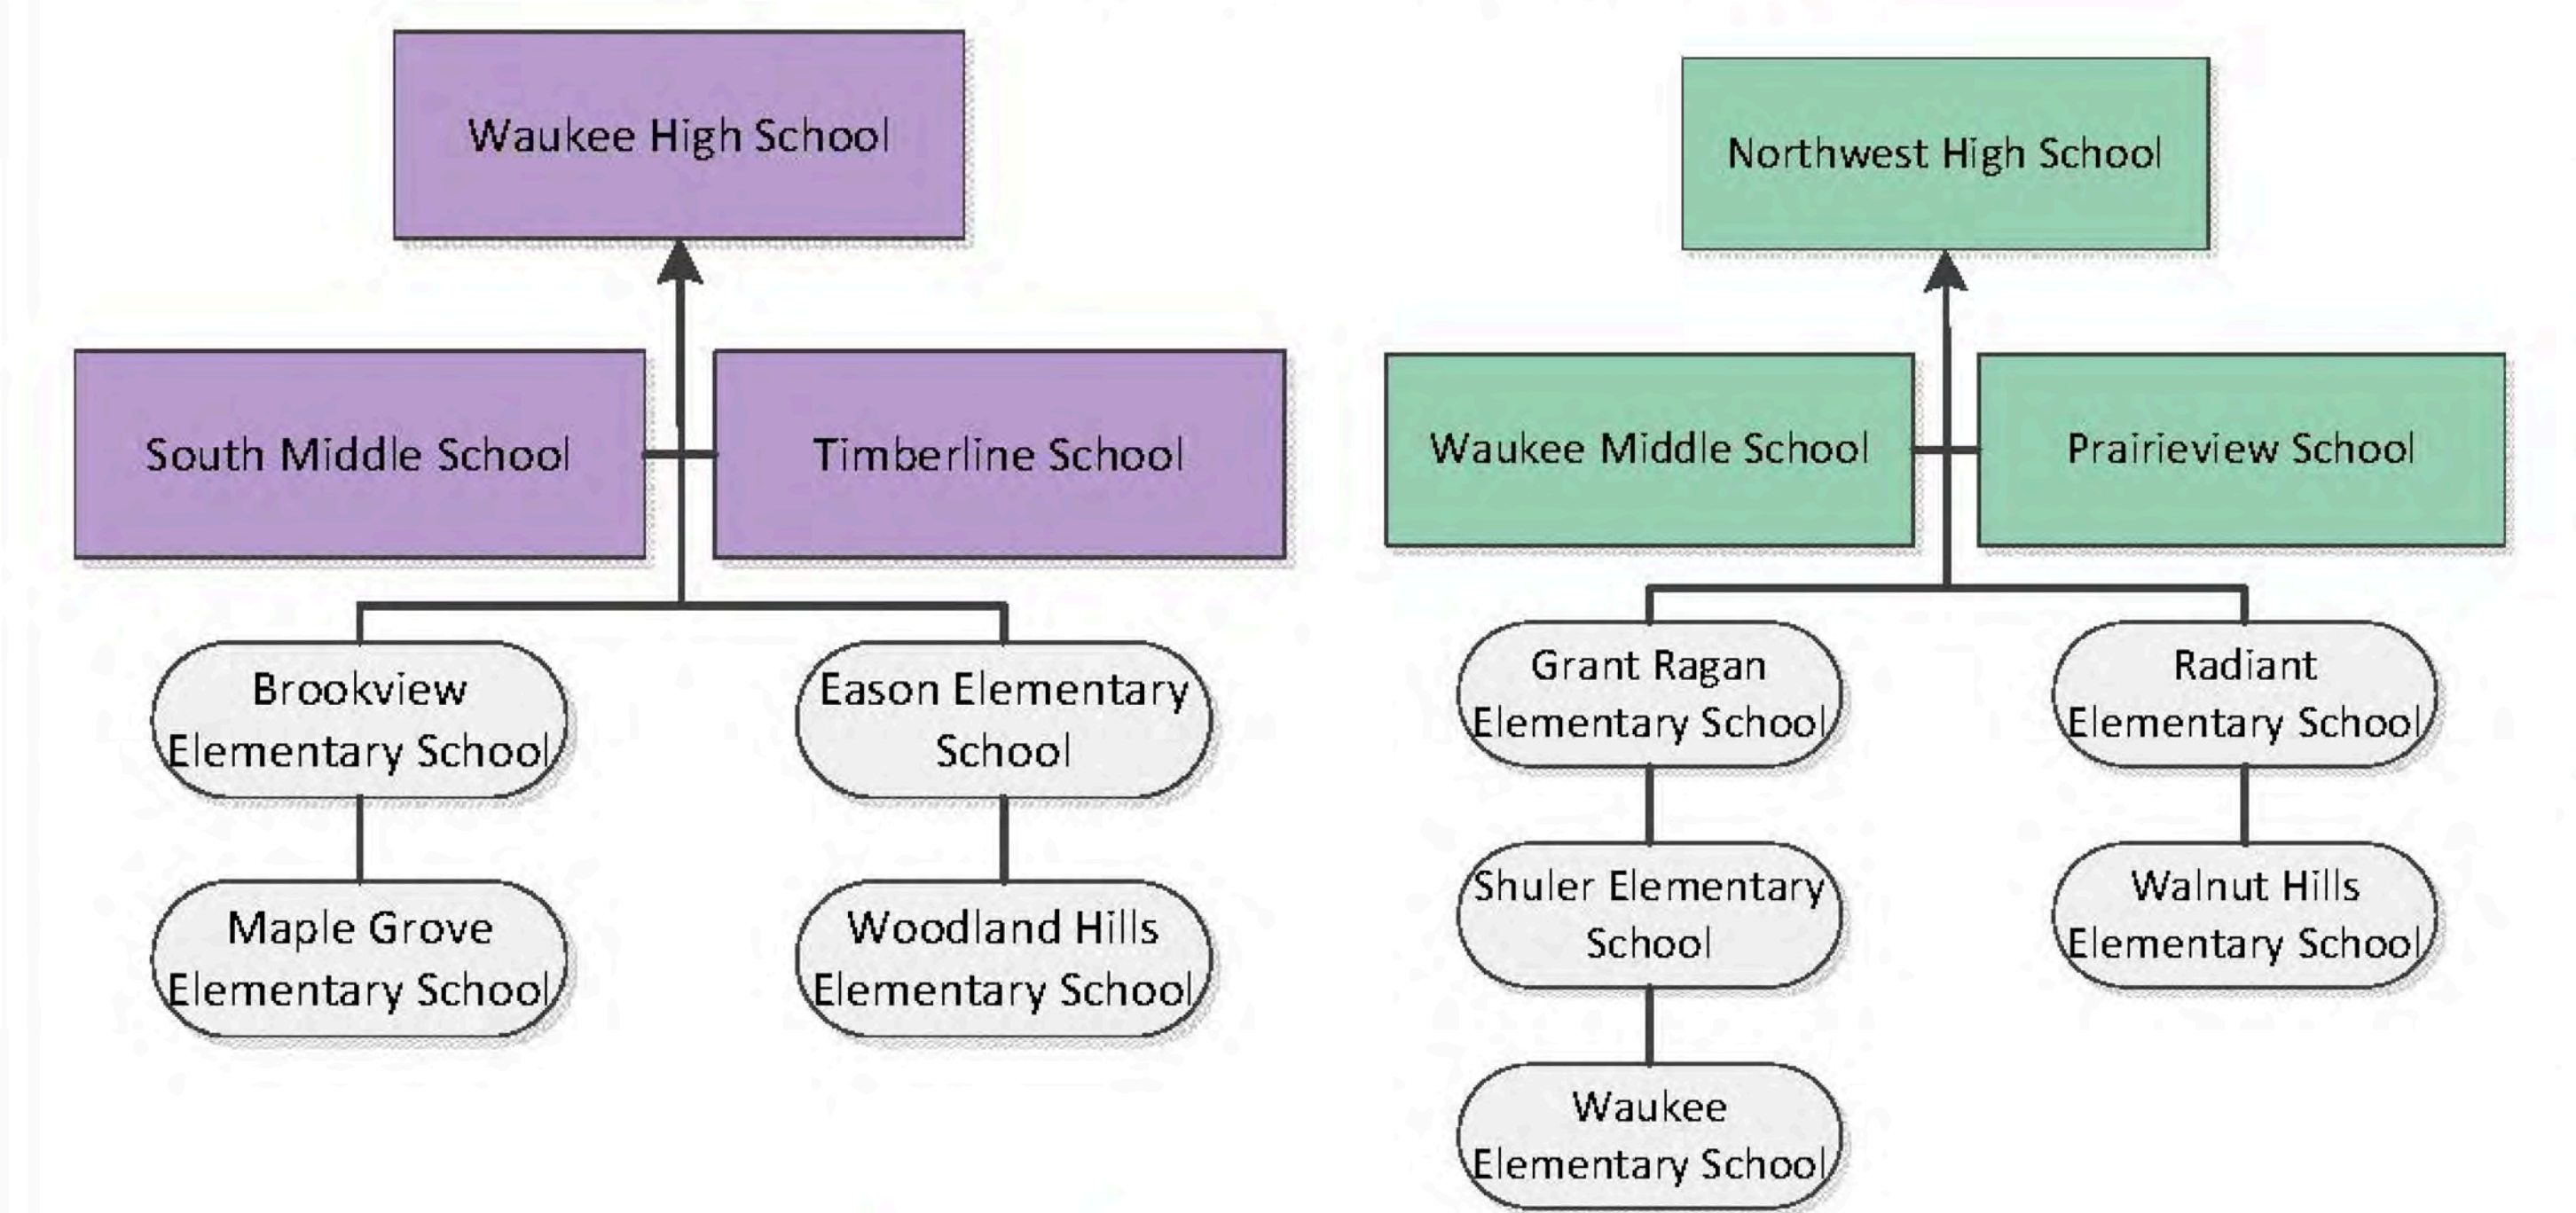 Waukee High School
South Middle School
Timberline School
Brookview
Elementary School
Eason Elementary
School
Maple Grove
Elementary School
Woodland Hills
Elementary School
Northwest High School
Waukee Middle School
Prairieview School
Grant Ragan
Elementary School
Radiant
Elementary School
Shuler Elementary
School
Walnut Hills
Elementary School
Waukee
Elementary School